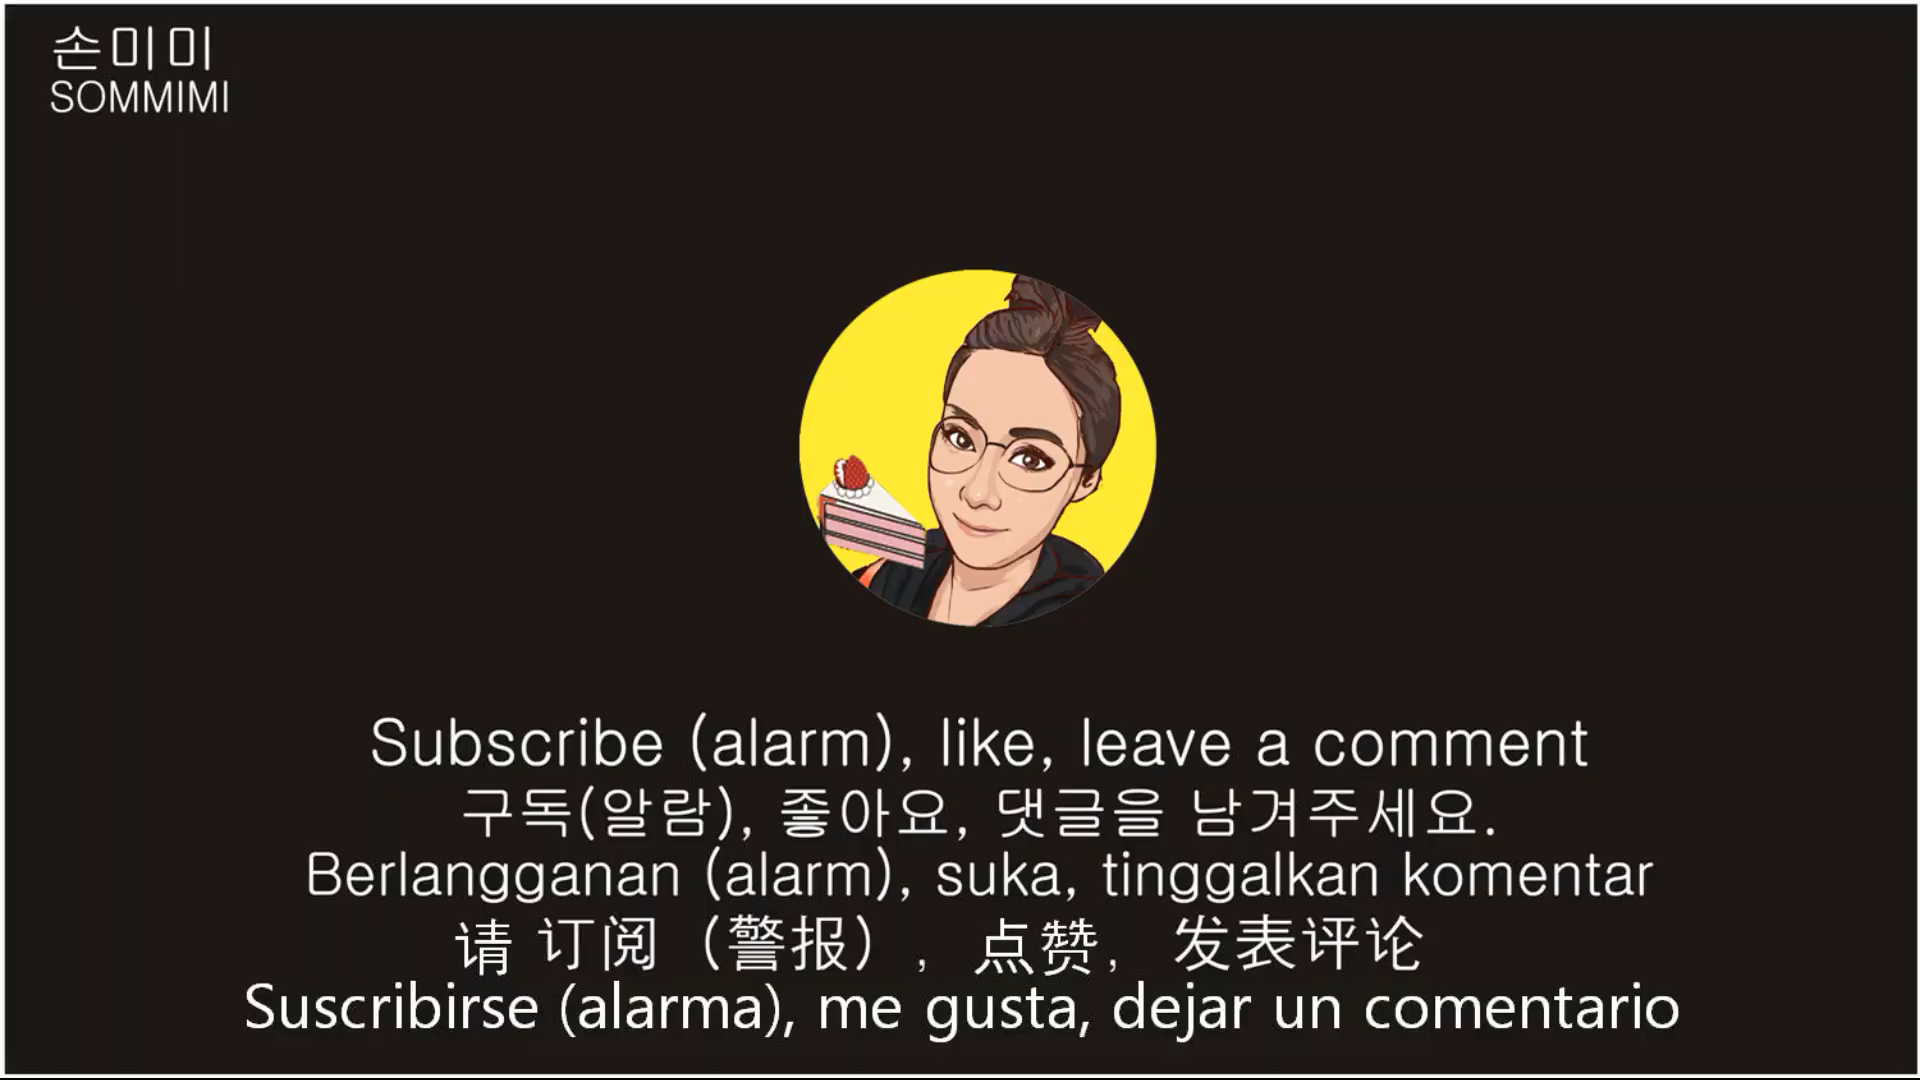 손미미
SOMMIMI
Subscribe (alarm), like, leave a comment
구독(알람), 좋아요, 댓글을 남겨주세요.
Berlangganan (alarm), suka, tinggalkan komentar
请 订阅（警报）, 点赞, 发表评论
Suscribirse (alarma), me gusta, dejar un comentario